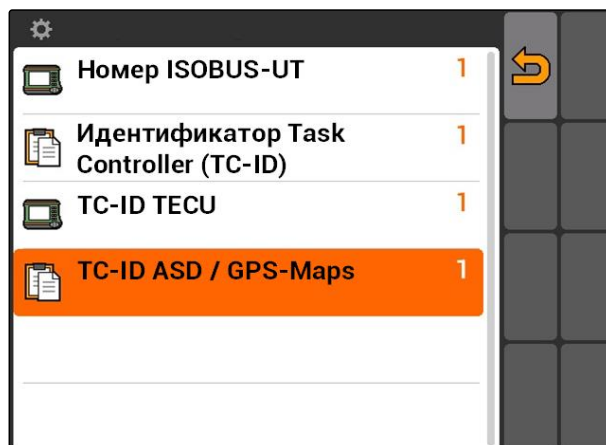 Номер ISOBUS-UT 1
Идентификатор Task 1
Controller (TC-ID)
TC-ID TECU 1
TC-ID ASD / GPS-Maps 1